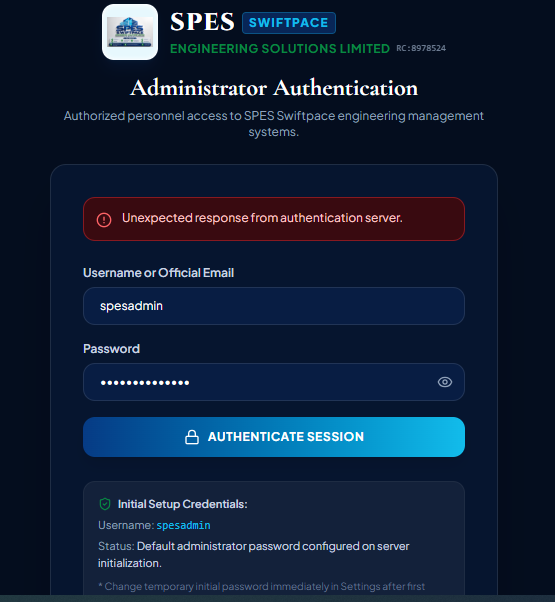 SPES SWIFTPACE
ENGINEERING SOLUTIONS LIMITED RC:8978524
Administrator Authentication
Authorized personnel access to SPES Swiftpace engineering management
systems.
Unexpected response from authentication server.
Username or Official Email
spesadmin
Password
••••••••••••••
AUTHENTICATE SESSION
Initial Setup Credentials:
Username: spesadmin
Status: Default administrator password configured on server
initialization.
* Change temporary initial password immediately in Settings after first